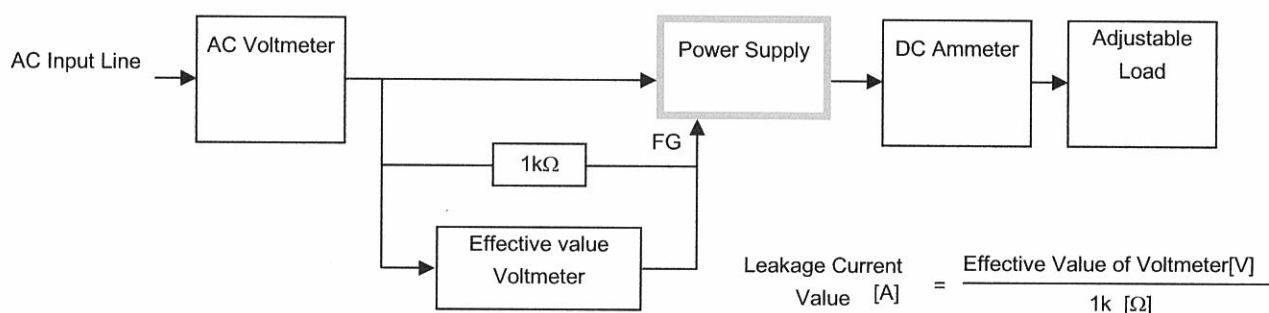 AC Input Line
AC Voltmeter
Power Supply
DC Ammeter
Adjustable
Load
FG
1kΩ
Effective value
Voltmeter
Leakage Current
Value [A]
=
Effective Value of Voltmeter[V]
1k [Ω]